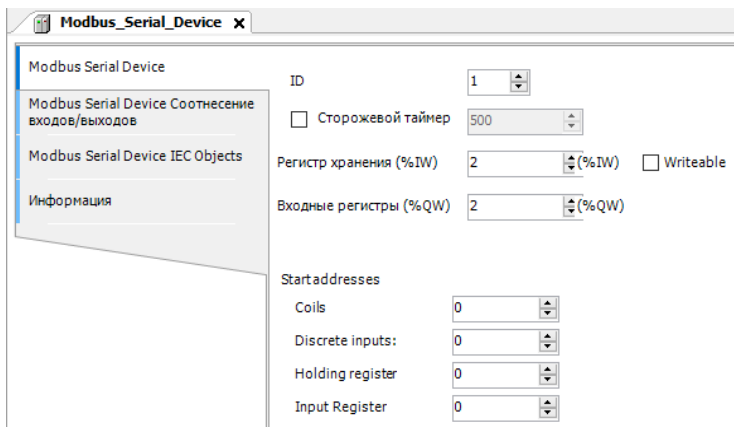 Modbus_Serial_Device x
Modbus Serial Device
Modbus Serial Device Соотнесение
входов/выходов
Modbus Serial Device IEC Objects
Информация
ID 1
Сторожевой таймер 500
Регистр хранения (%IW) 2 (%IW) Writeable
Входные регистры (%QW) 2 (%QW)
Start addresses
Coils 0
Discrete inputs: 0
Holding register 0
Input Register 0